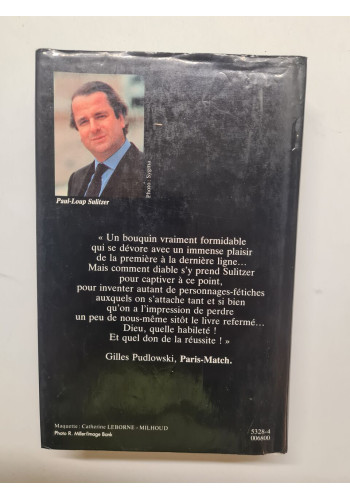 Photo : Sygma
Paul-Loup Sulitzer
« Un bouquin vraiment formidable
qui se dévore avec un immense plaisir
de la première à la dernière ligne...
Mais comment diable s'y prend Sulitzer
pour captiver à ce point,
pour inventer autant de personnages-fétiches
auxquels on s'attache tant et si bien
qu'on a l'impression de perdre
un peu de nous-même sitôt le livre refermé...
Dieu, quelle habileté !
Et quel don de la réussite ! »
Gilles Pudlowski, Paris-Match.
Maquette : Catherine LEBORNE - MILHOUD
Photo R. Miller/Image Bank
5328-4
006800